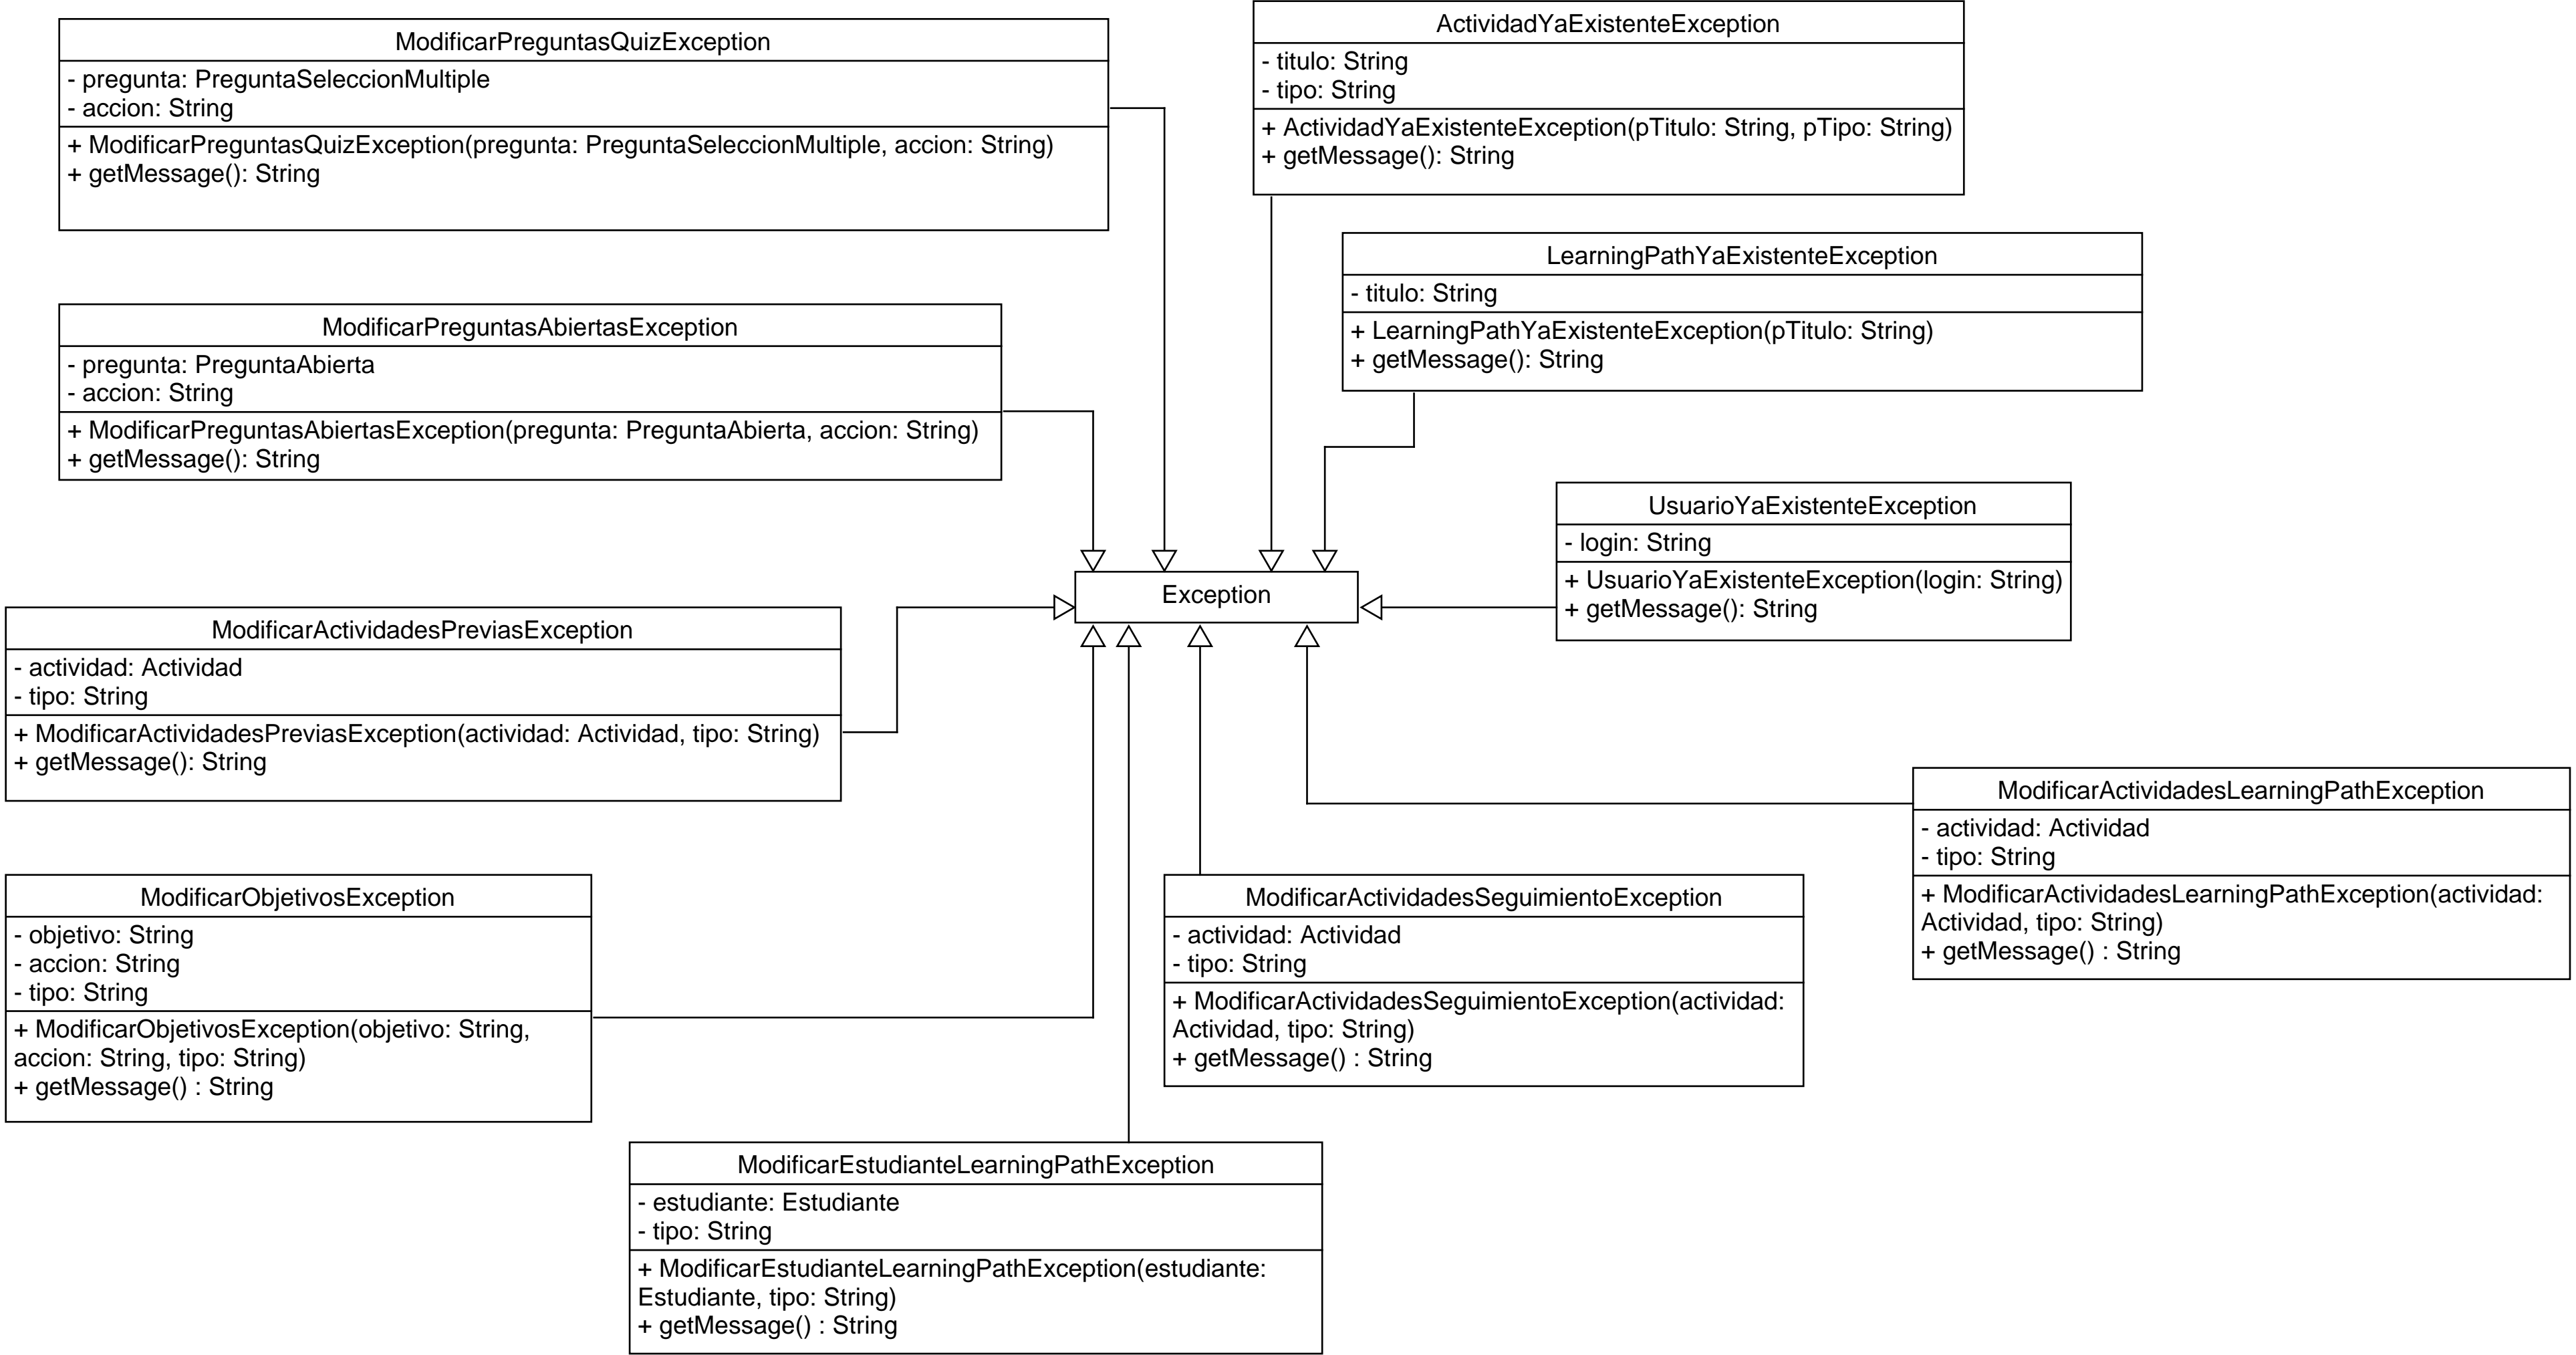 ModificarPreguntasQuizException
- pregunta: PreguntaSeleccionMultiple
- accion: String
+ ModificarPreguntasQuizException(pregunta: PreguntaSeleccionMultiple, accion: String)
+ getMessage(): String
ActividadYaExistenteException
- titulo: String
- tipo: String
+ ActividadYaExistenteException(pTitulo: String, pTipo: String)
+ getMessage(): String
LearningPathYaExistenteException
- titulo: String
+ LearningPathYaExistenteException(pTitulo: String)
+ getMessage(): String
ModificarPreguntasAbiertasException
- pregunta: PreguntaAbierta
- accion: String
+ ModificarPreguntasAbiertasException(pregunta: PreguntaAbierta, accion: String)
+ getMessage(): String
UsuarioYaExistenteException
- login: String
+ UsuarioYaExistenteException(login: String)
+ getMessage(): String
Exception
ModificarActividadesPreviasException
- actividad: Actividad
- tipo: String
+ ModificarActividadesPreviasException(actividad: Actividad, tipo: String)
+ getMessage(): String
ModificarActividadesLearningPathException
- actividad: Actividad
- tipo: String
+ ModificarActividadesLearningPathException(actividad:
Actividad, tipo: String)
+ getMessage() : String
ModificarObjetivosException
- objetivo: String
- accion: String
- tipo: String
+ ModificarObjetivosException(objetivo: String,
accion: String, tipo: String)
+ getMessage() : String
ModificarActividadesSeguimientoException
- actividad: Actividad
- tipo: String
+ ModificarActividadesSeguimientoException(actividad:
Actividad, tipo: String)
+ getMessage() : String
ModificarEstudianteLearningPathException
- estudiante: Estudiante
- tipo: String
+ ModificarEstudianteLearningPathException(estudiante:
Estudiante, tipo: String)
+ getMessage() : String